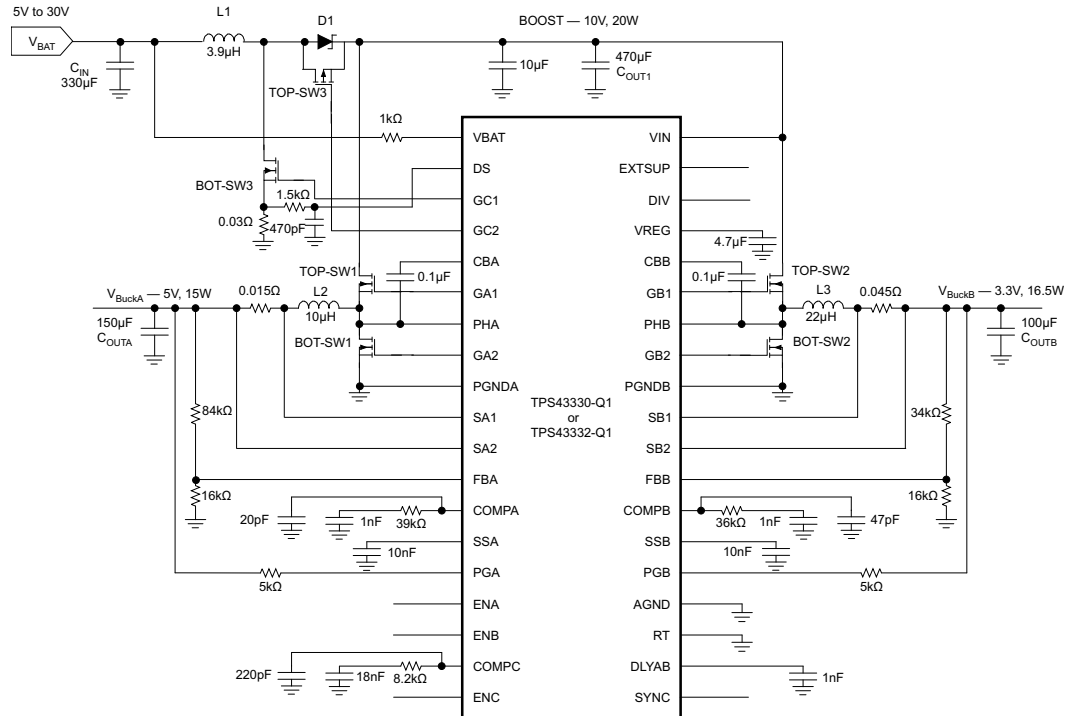 5V to 30V
L1
D1
BOOST — 10V, 20W
VBAT
3.9µH
CIN
330µF
TOP-SW3
10µF
470µF
COUT1
1kΩ
VBAT
VIN
DS
EXTSUP
BOT-SW3
1.5kΩ
GC1
DIV
0.03Ω
470pF
GC2
VREG
4.7µF
TOP-SW1
0.1µF
CBA
CBB
0.1µF
TOP-SW2
VBuckA — 5V, 15W
0.015Ω
L2
GA1
GB1
L3
0.045Ω
VBuckB — 3.3V, 16.5W
150µF
COUTA
10µH
PHA
PHB
22µH
100µF
COUTB
BOT-SW1
GA2
GB2
BOT-SW2
PGNDA
PGNDB
TPS43330-Q1
or
TPS43332-Q1
84kΩ
SA1
SB1
34kΩ
SA2
SB2
16kΩ
FBA
FBB
16kΩ
20pF
1nF
39kΩ
COMPA
COMPB
36kΩ
1nF
47pF
10nF
SSA
SSB
10nF
5kΩ
PGA
PGB
5kΩ
ENA
AGND
ENB
RT
220pF
18nF
8.2kΩ
COMPC
DLYAB
1nF
ENC
SYNC